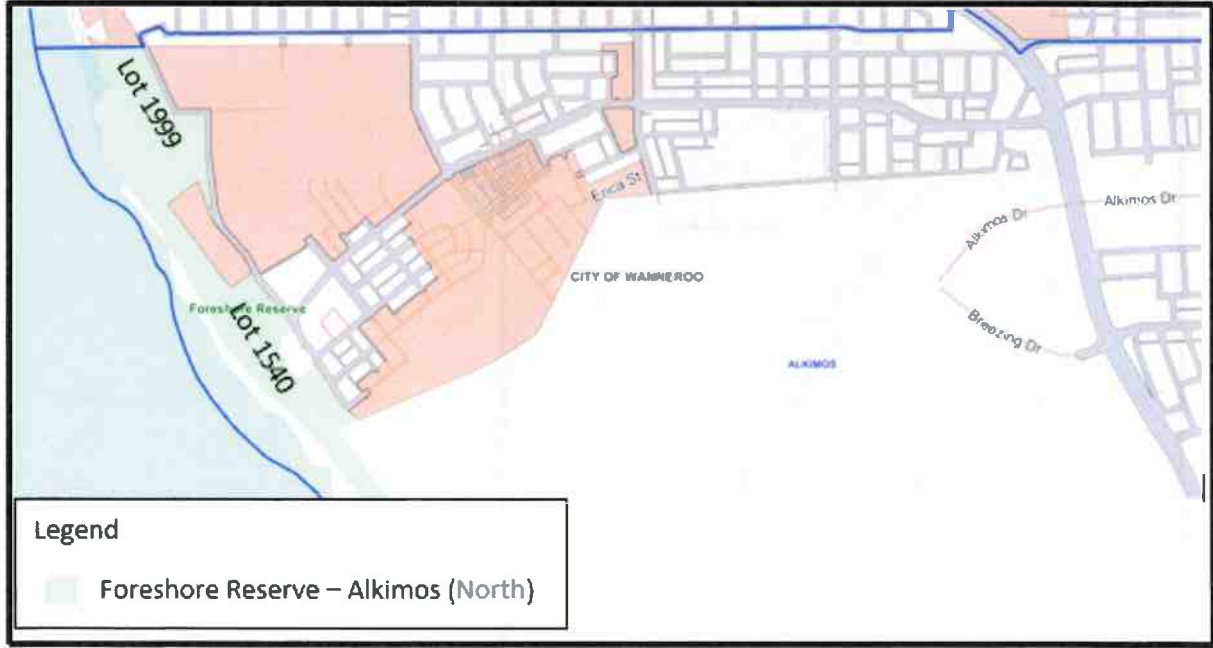 Lot 1999
Erica St
Alkimos Dr
Alkimos Dr
CITY OF WANNEROO
Foreshore Reserve
Lot 1540
Breezing Dr
ALKIMOS
Legend
Foreshore Reserve – Alkimos (North)